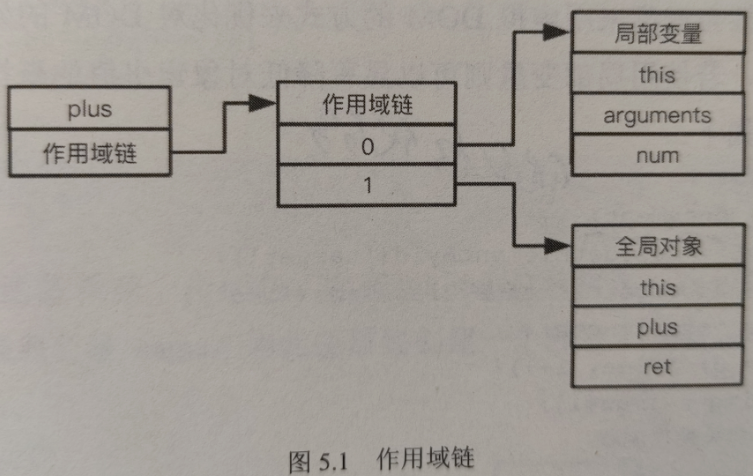 plus
作用域链
作用域链
0
1
局部变量
this
arguments
num
全局对象
this
plus
ret
图 5.1 作用域链